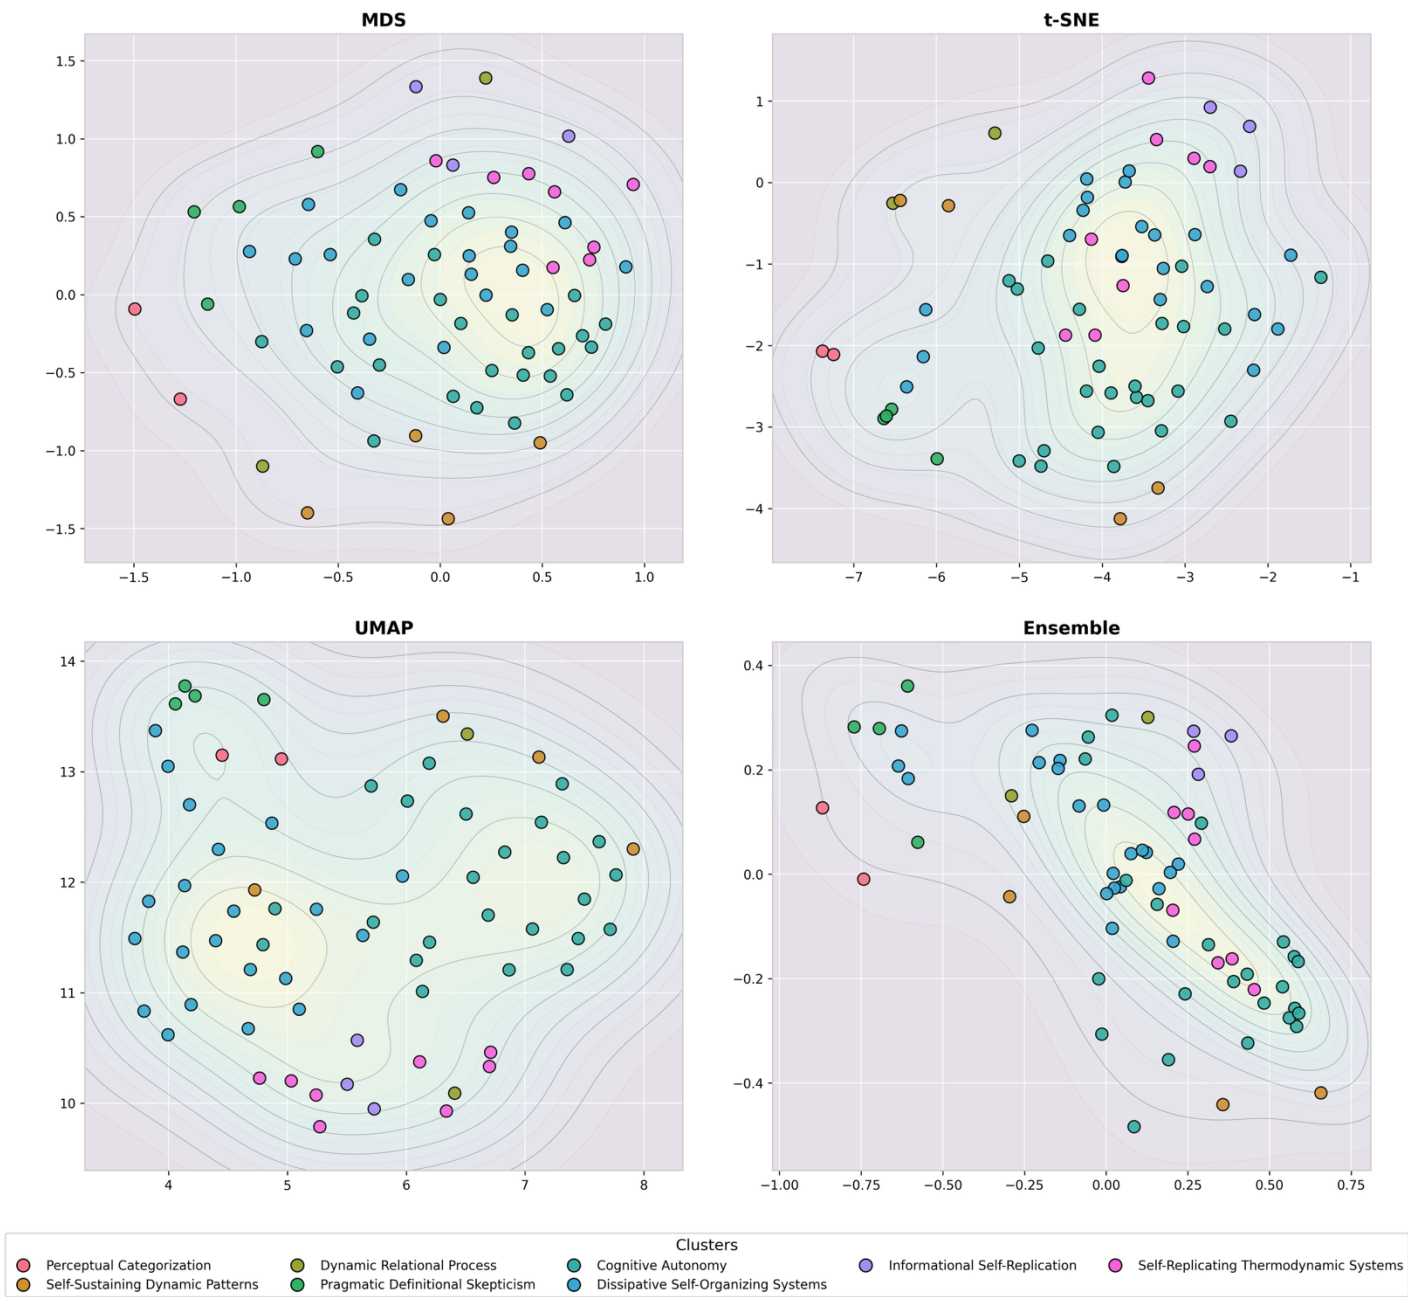 MDS
t-SNE
1.5
1.0
0.5
0.0
−0.5
−1.0
−1.5
−1.5 −1.0 −0.5 0.0 0.5 1.0
1
0
−1
−2
−3
−4
−7 −6 −5 −4 −3 −2 −1
UMAP
Ensemble
14
13
12
11
10
4 5 6 7 8
0.4
0.2
0.0
−0.2
−0.4
−1.00 −0.75 −0.50 −0.25 0.00 0.25 0.50 0.75
Clusters
Perceptual Categorization
Self-Sustaining Dynamic Patterns
Dynamic Relational Process
Pragmatic Definitional Skepticism
Cognitive Autonomy
Dissipative Self-Organizing Systems
Informational Self-Replication
Self-Replicating Thermodynamic Systems